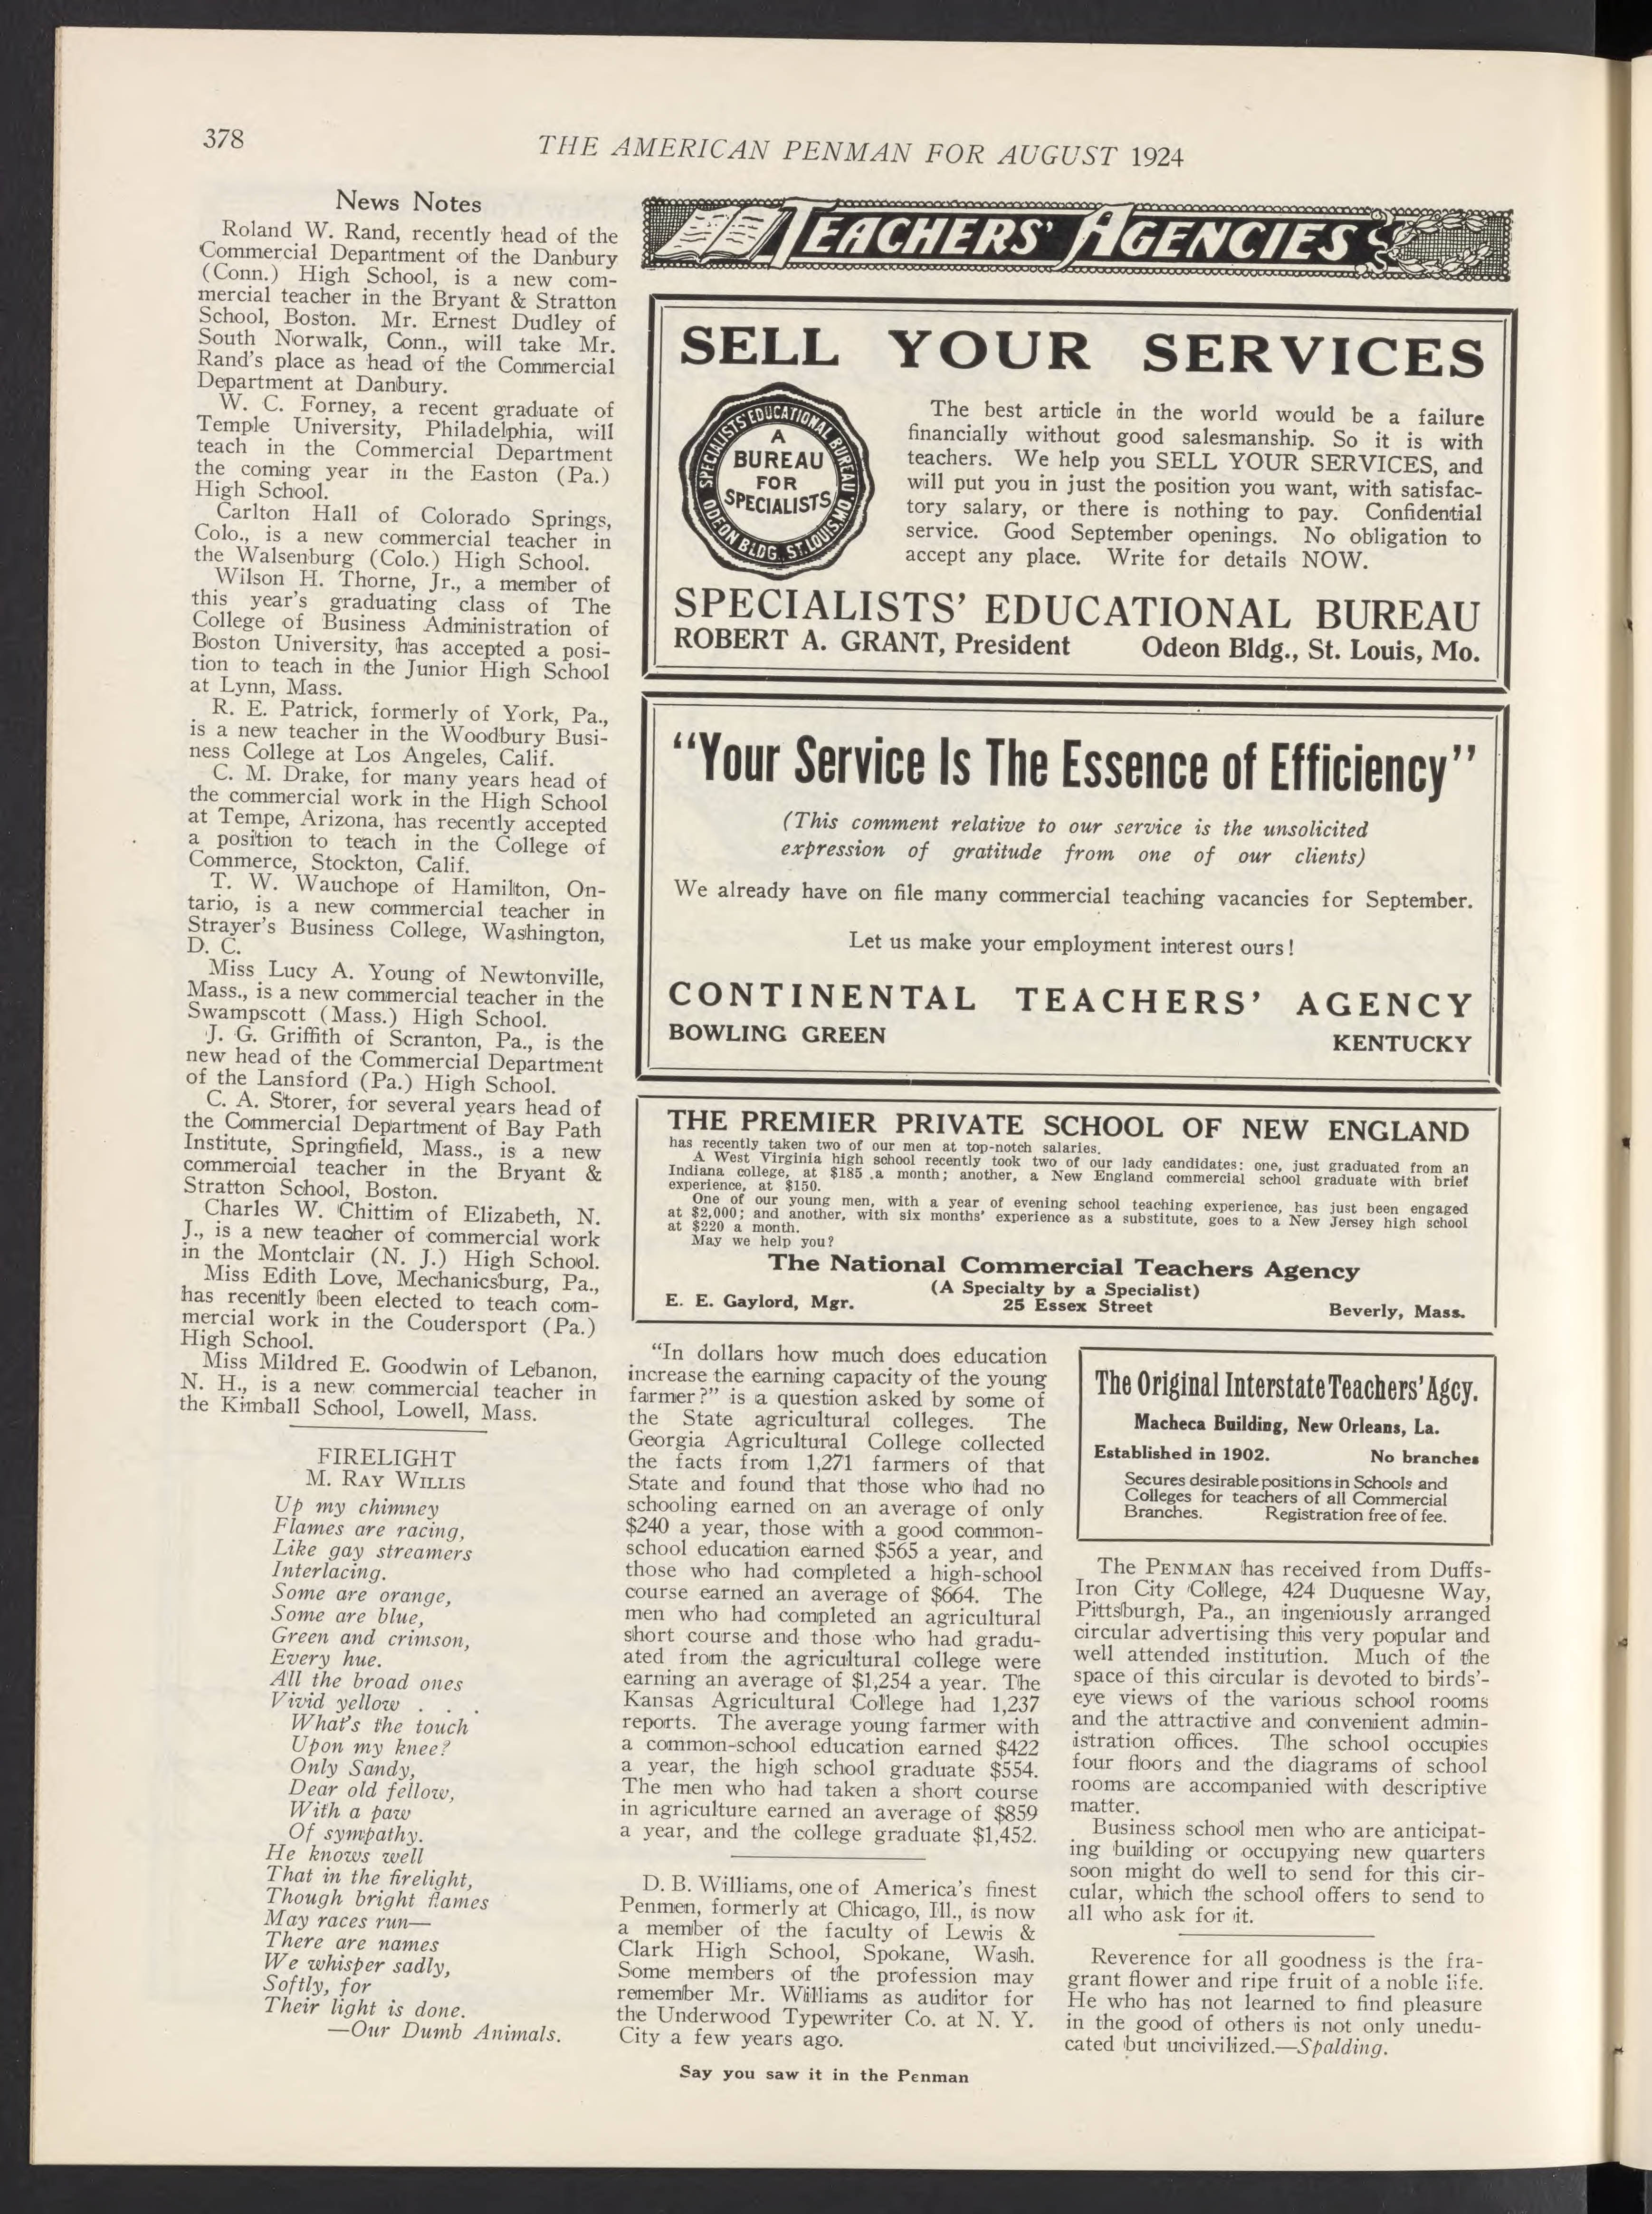 378
THE AMERICAN PENMAN FOR AUGUST 1924
News Notes
Roland W. Rand, recently head of the
Commercial Department of the Danbury
(Conn.) High School, is a new com-
mercial teacher in the Bryant & Stratton
School, Boston. Mr. Ernest Dudley of
South Norwalk, Conn., will take Mr.
Rand's place as head of the Commercial
Department at Danbury.
W. C. Forney, a recent graduate of
Temple University, Philadelphia, will
teach in the Commercial Department
the coming year in the Easton (Pa.)
High School.
Carlton Hall of Colorado Springs,
Colo., is a new commercial teacher in
the Walsenburg (Colo.) High School.
Wilson H. Thorne, Jr., a member of
this year's graduating class of The
College of Business Administration of
Boston University, has accepted a posi-
tion to teach in the Junior High School
at Lynn, Mass.
R. E. Patrick, formerly of York, Pa.,
is a new teacher in the Woodbury Busi-
ness College at Los Angeles, Calif.
C. M. Drake, for many years head of
the commercial work in the High School
at Tempe, Arizona, has recently accepted
a position to teach in the College of
Commerce, Stockton, Calif.
T. W. Wauchope of Hamilton, On-
tario, is a new commercial teacher in
Strayer's Business College, Washington,
D. C.
Miss Lucy A. Young of Newtonville,
Mass., is a new commercial teacher in the
Swampscott (Mass.) High School.
J. G. Griffith of Scranton, Pa., is the
new head of the Commercial Department
of the Lansford (Pa.) High School.
C. A. Storer, for several years head of
the Commercial Department of Bay Path
Institute, Springfield, Mass., is a new
commercial teacher in the Bryant &
Stratton School, Boston.
Charles W. Chittim of Elizabeth, N.
J., is a new teacher of commercial work
in the Montclair (N. J.) High School.
Miss Edith Love, Mechanicsburg, Pa.,
has recently been elected to teach com-
mercial work in the Coudersport (Pa.)
High School.
Miss Mildred E. Goodwin of Lebanon,
N. H., is a new commercial teacher in
the Kimball School, Lowell, Mass.
FIRELIGHT
M. RAY WILLIS
Up my chimney
Flames are racing,
Like gay streamers
Interlacing.
Some are orange,
Some are blue,
Green and crimson,
Every hue.
All the broad ones
Vivid yellow . . .
What's the touch
Upon my knee?
Only Sandy,
Dear old fellow,
With a paw
Of sympathy.
He knows well
That in the firelight,
Though bright flames
May races run—
There are names
We whisper sadly,
Softly, for
Their light is done.
—Our Dumb Animals.
TEACHERS' AGENCIES
SELL YOUR SERVICES
SPECIALISTS' EDUCATIONAL BUREAU
A
BUREAU
FOR
SPECIALISTS
ODEON BLDG., ST. LOUIS, MO.
The best article in the world would be a failure
financially without good salesmanship. So it is with
teachers. We help you SELL YOUR SERVICES, and
will put you in just the position you want, with satisfac-
tory salary, or there is nothing to pay. Confidential
service. Good September openings. No obligation to
accept any place. Write for details NOW.
SPECIALISTS' EDUCATIONAL BUREAU
ROBERT A. GRANT, President Odeon Bldg., St. Louis, Mo.
"Your Service Is The Essence of Efficiency"
(This comment relative to our service is the unsolicited
expression of gratitude from one of our clients)
We already have on file many commercial teaching vacancies for September.
Let us make your employment interest ours!
CONTINENTAL TEACHERS' AGENCY
BOWLING GREEN KENTUCKY
THE PREMIER PRIVATE SCHOOL OF NEW ENGLAND
has recently taken two of our men at top-notch salaries.
A West Virginia high school recently took two of our lady candidates: one, just graduated from an
Indiana college, at $185 a month; another, a New England commercial school graduate with brief
experience, at $150.
One of our young men, with a year of evening school teaching experience, has just been engaged
at $2,000; and another, with six months' experience as a substitute, goes to a New Jersey high school
at $220 a month.
May we help you?
The National Commercial Teachers Agency
(A Specialty by a Specialist)
E. E. Gaylord, Mgr. 25 Essex Street Beverly, Mass.
"In dollars how much does education
increase the earning capacity of the young
farmer?" is a question asked by some of
the State agricultural colleges. The
Georgia Agricultural College collected
the facts from 1,271 farmers of that
State and found that those who had no
schooling earned on an average of only
$240 a year, those with a good common-
school education earned $565 a year, and
those who had completed a high-school
course earned an average of $664. The
men who had completed an agricultural
short course and those who had gradu-
ated from the agricultural college were
earning an average of $1,254 a year. The
Kansas Agricultural College had 1,237
reports. The average young farmer with
a common-school education earned $422
a year, the high school graduate $554.
The men who had taken a short course
in agriculture earned an average of $859
a year, and the college graduate $1,452.
D. B. Williams, one of America's finest
Penmen, formerly at Chicago, Ill., is now
a member of the faculty of Lewis &
Clark High School, Spokane, Wash.
Some members of the profession may
remember Mr. Williams as auditor for
the Underwood Typewriter Co. at N. Y.
City a few years ago.
The Original Interstate Teachers' Agcy.
Macheca Building, New Orleans, La.
Established in 1902. No branches
Secures desirable positions in Schools and
Colleges for teachers of all Commercial
Branches. Registration free of fee.
The PENMAN has received from Duffs-
Iron City College, 424 Duquesne Way,
Pittsburgh, Pa., an ingeniously arranged
circular advertising this very popular and
well attended institution. Much of the
space of this circular is devoted to birds'-
eye views of the various school rooms
and the attractive and convenient admin-
istration offices. The school occupies
four floors and the diagrams of school
rooms are accompanied with descriptive
matter.
Business school men who are anticipat-
ing building or occupying new quarters
soon might do well to send for this cir-
cular, which the school offers to send to
all who ask for it.
Reverence for all goodness is the fra-
grant flower and ripe fruit of a noble life.
He who has not learned to find pleasure
in the good of others is not only unedu-
cated but uncivilized.—Spalding.
Say you saw it in the Penman